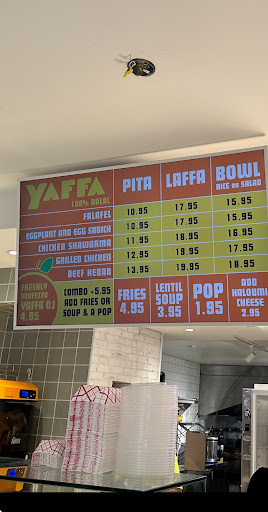 YAFFA
100% HALAL
PITA LAFFA BOWL
RICE OR SALAD
FALAFEL 10.95 17.95 15.95
EGGPLANT AND EGG SABICH 10.95 17.95 15.95
CHICKEN SHAWARMA 11.95 18.95 16.95
GRILLED CHICKEN 12.95 19.95 17.95
BEEF KEBAB 13.95 19.95 18.95
FRESHLY
SQUEEZED
YAFFA OJ
4.95
COMBO +5.95
ADD FRIES OR
SOUP & A POP
FRIES
4.95
LENTIL
SOUP
3.95
POP
1.95
ADD
HALOUMI
CHEESE
2.95